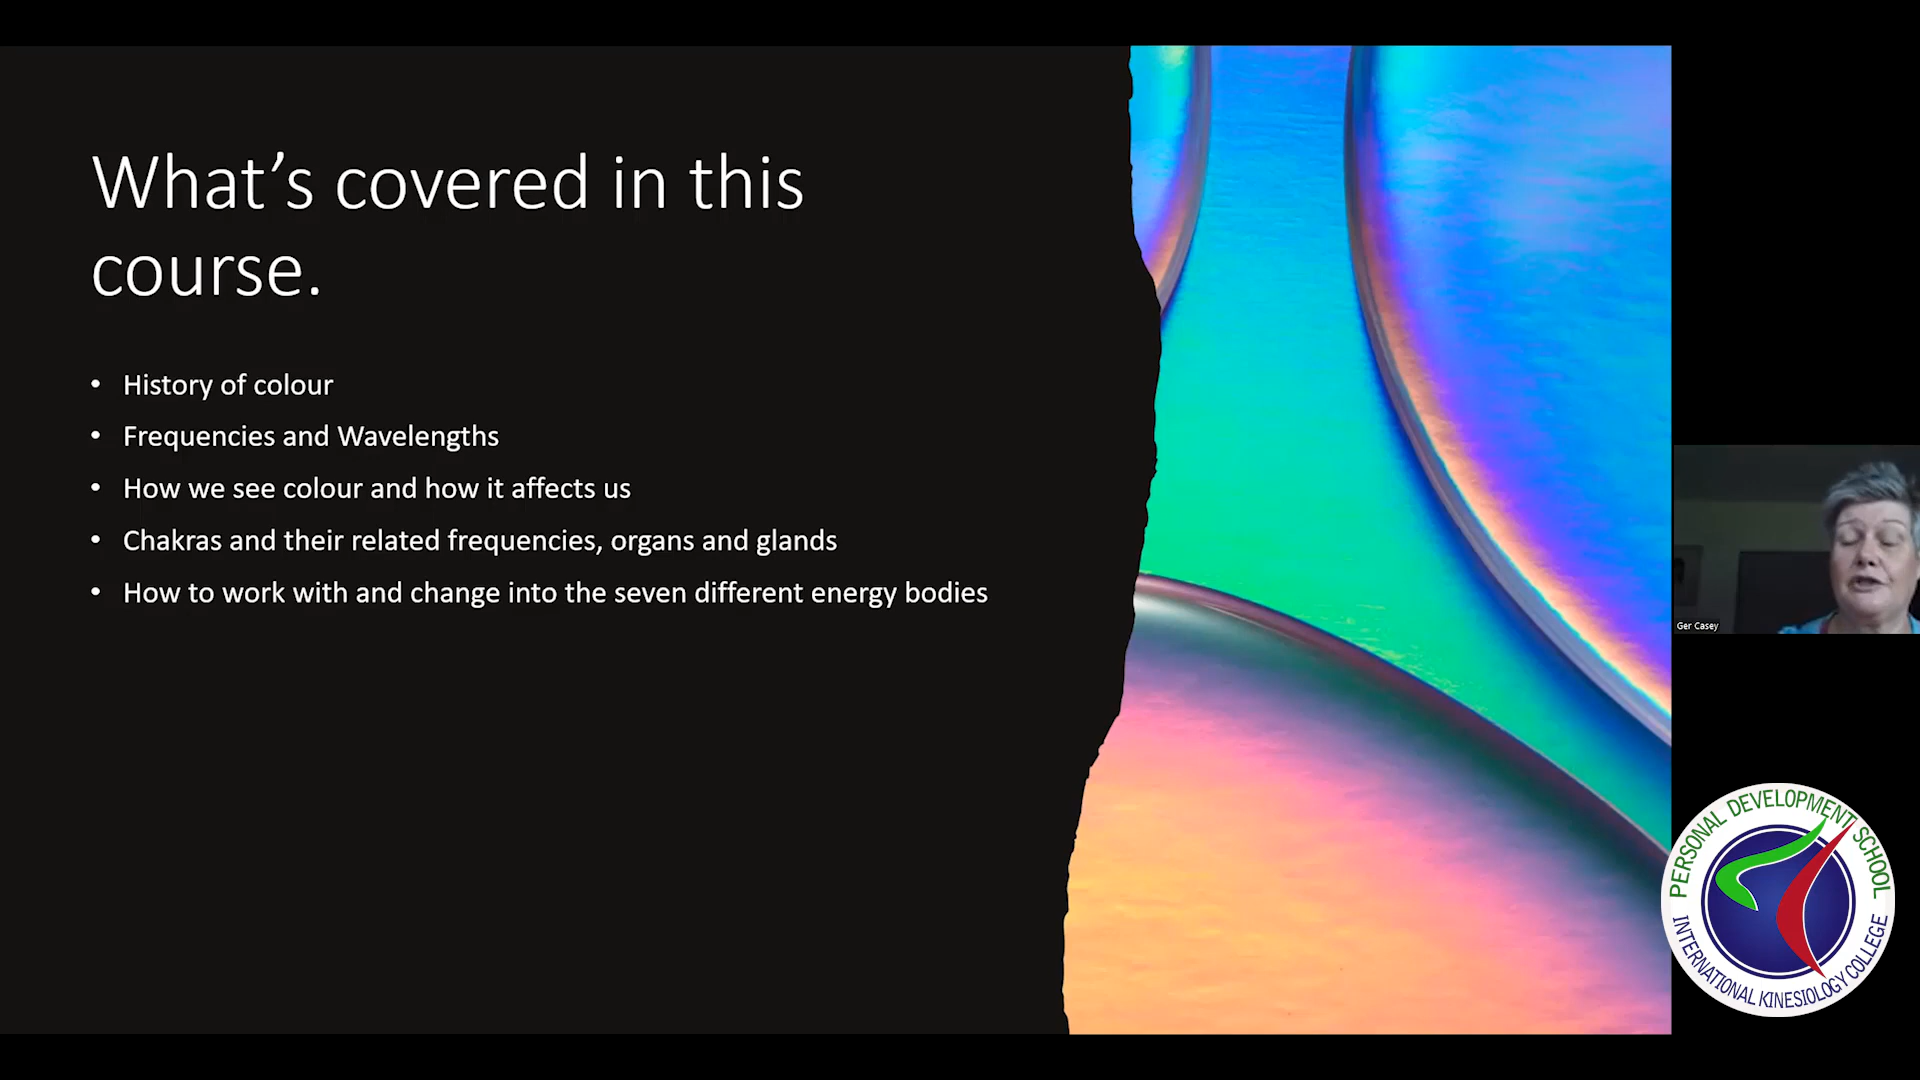 What’s covered in this
course.
• History of colour
• Frequencies and Wavelengths
• How we see colour and how it affects us
• Chakras and their related frequencies, organs and glands
• How to work with and change into the seven different energy bodies
Ger Casey
PERSONAL DEVELOPMENT SCHOOL
INTERNATIONAL KINESIOLOGY COLLEGE